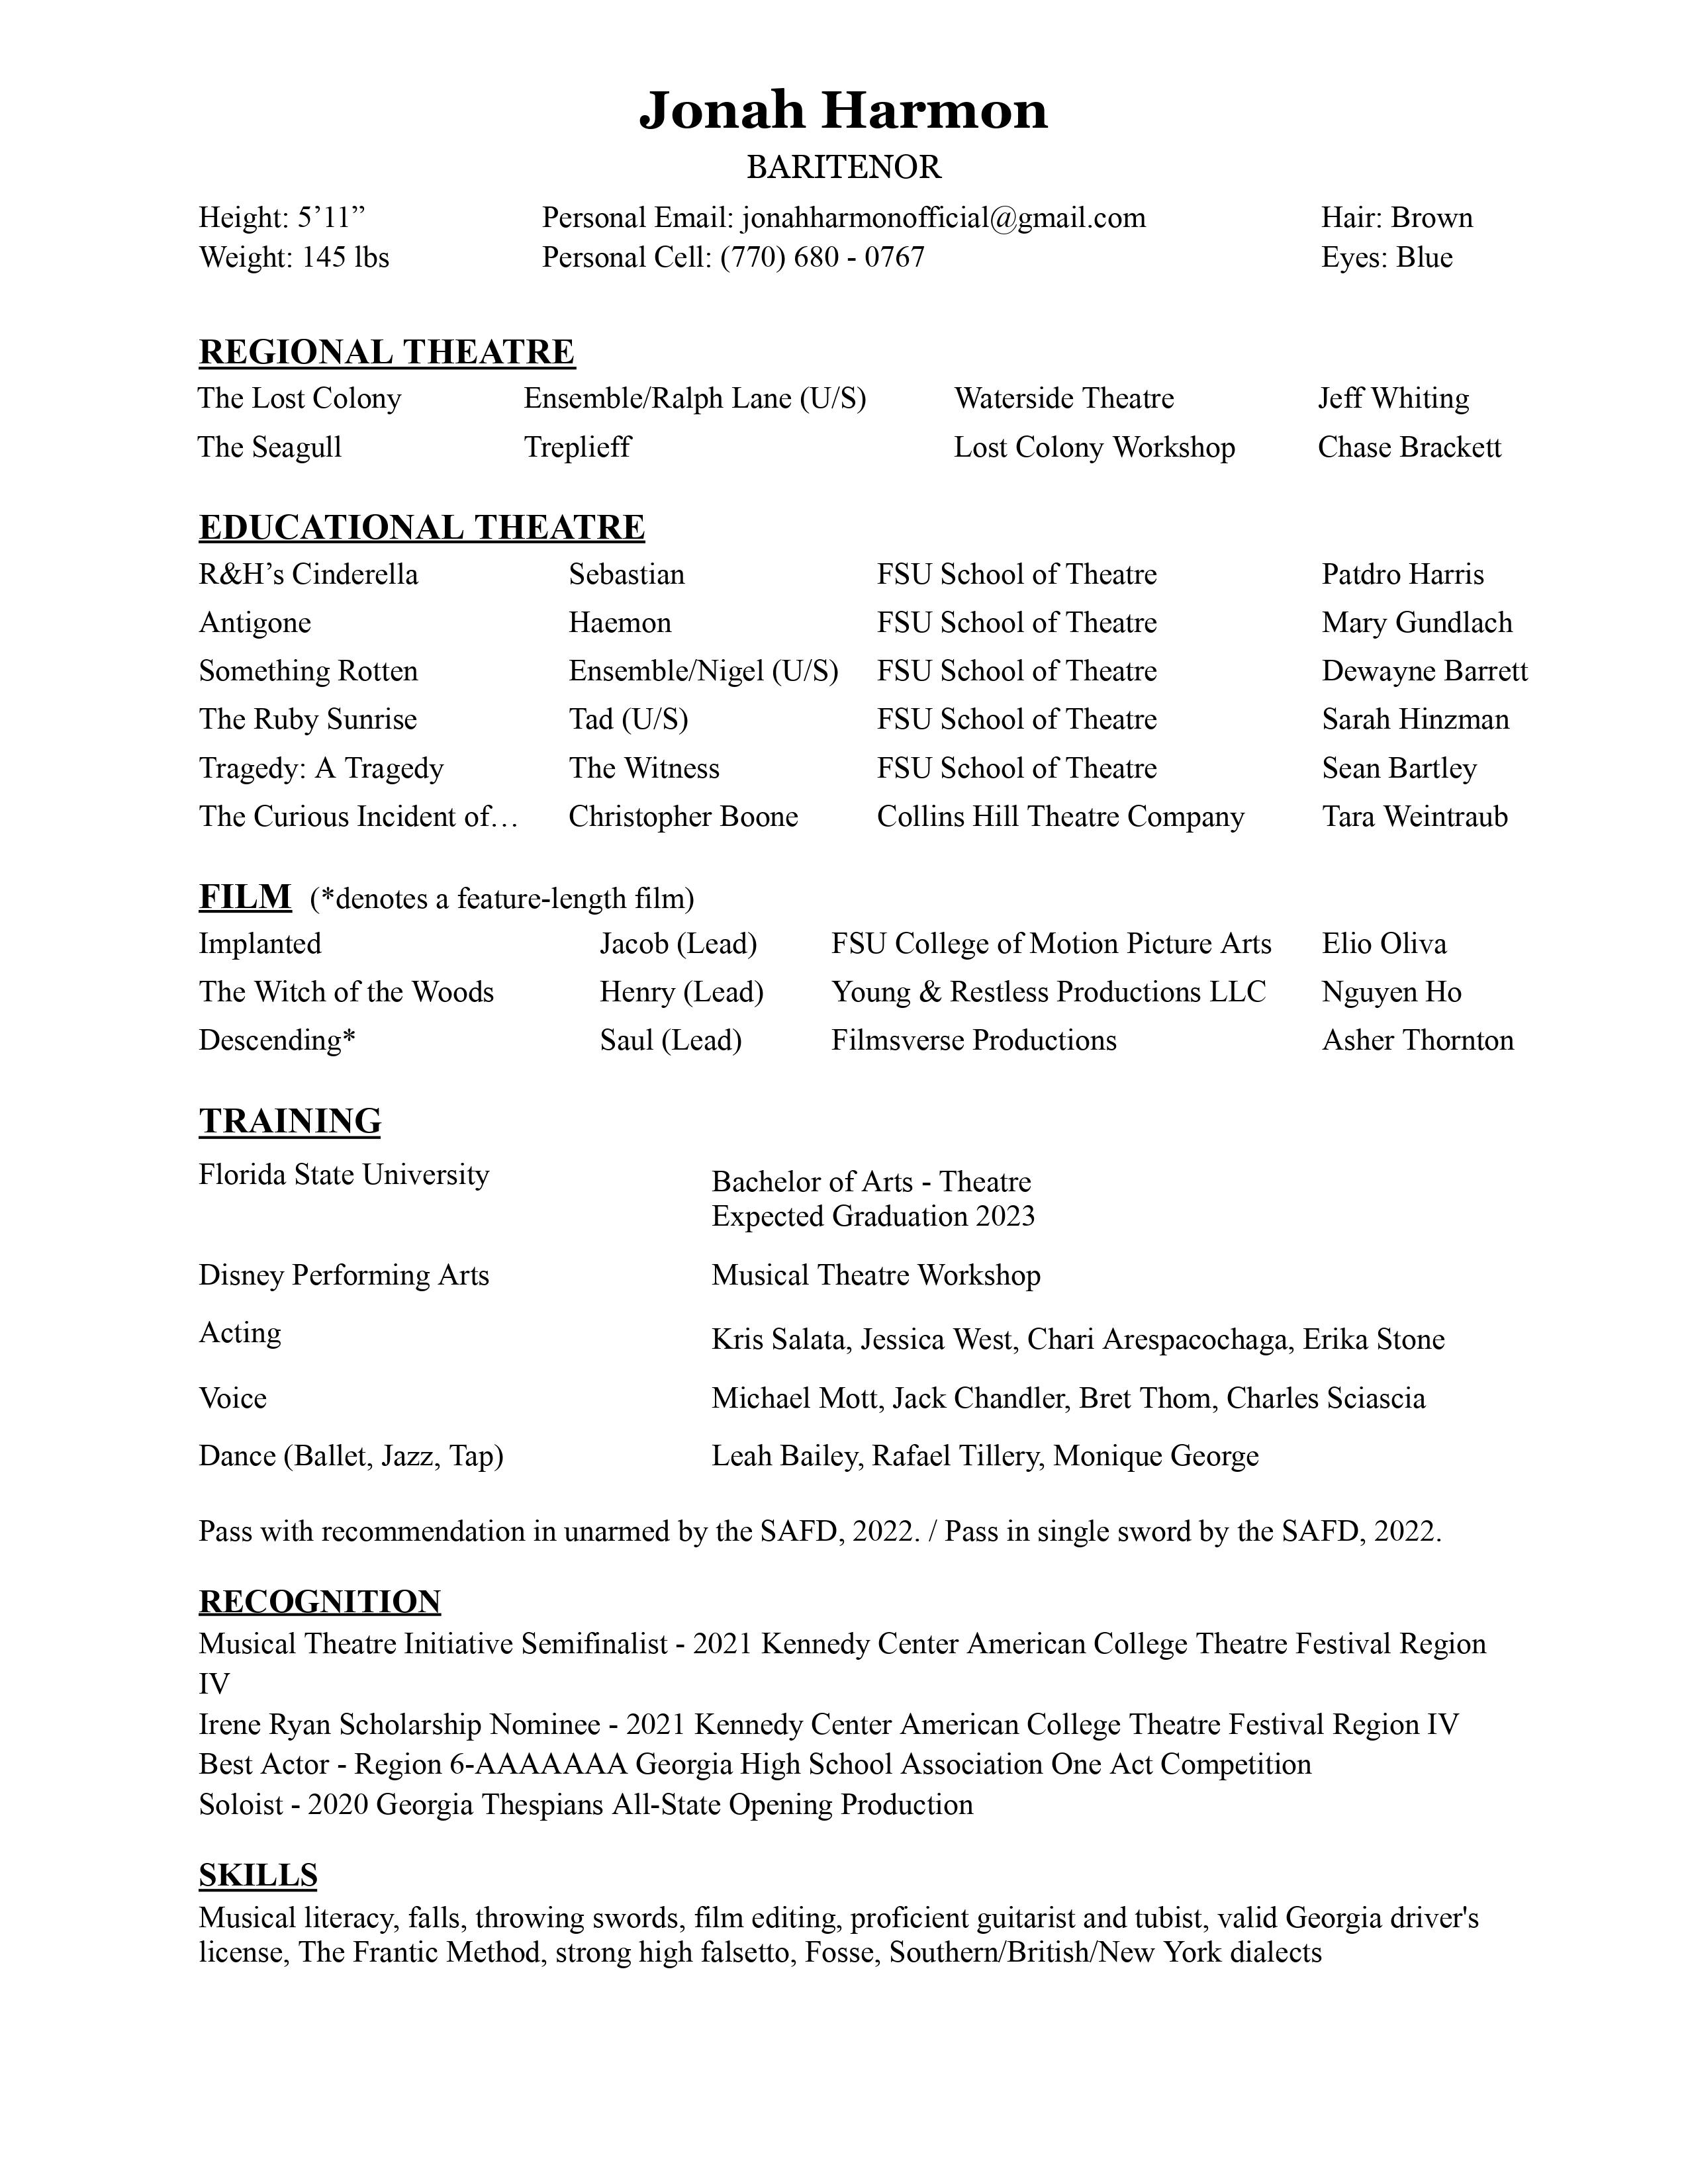 Jonah Harmon
BARITENOR
Height: 5’11” Personal Email: jonahharmonofficial@gmail.com Hair: Brown
Weight: 145 lbs Personal Cell: (770) 680 - 0767 Eyes: Blue
REGIONAL THEATRE
The Lost Colony Ensemble/Ralph Lane (U/S) Waterside Theatre Jeff Whiting
The Seagull Treplieff Lost Colony Workshop Chase Brackett
EDUCATIONAL THEATRE
R&H’s Cinderella Sebastian FSU School of Theatre Patdro Harris
Antigone Haemon FSU School of Theatre Mary Gundlach
Something Rotten Ensemble/Nigel (U/S) FSU School of Theatre Dewayne Barrett
The Ruby Sunrise Tad (U/S) FSU School of Theatre Sarah Hinzman
Tragedy: A Tragedy The Witness FSU School of Theatre Sean Bartley
The Curious Incident of… Christopher Boone Collins Hill Theatre Company Tara Weintraub
FILM (*denotes a feature-length film)
Implanted Jacob (Lead) FSU College of Motion Picture Arts Elio Oliva
The Witch of the Woods Henry (Lead) Young & Restless Productions LLC Nguyen Ho
Descending* Saul (Lead) Filmsverse Productions Asher Thornton
TRAINING
Florida State University Bachelor of Arts - Theatre
Expected Graduation 2023
Disney Performing Arts Musical Theatre Workshop
Acting Kris Salata, Jessica West, Chari Arespacochaga, Erika Stone
Voice Michael Mott, Jack Chandler, Bret Thom, Charles Sciascia
Dance (Ballet, Jazz, Tap) Leah Bailey, Rafael Tillery, Monique George
Pass with recommendation in unarmed by the SAFD, 2022. / Pass in single sword by the SAFD, 2022.
RECOGNITION
Musical Theatre Initiative Semifinalist - 2021 Kennedy Center American College Theatre Festival Region
IV
Irene Ryan Scholarship Nominee - 2021 Kennedy Center American College Theatre Festival Region IV
Best Actor - Region 6-AAAAAAA Georgia High School Association One Act Competition
Soloist - 2020 Georgia Thespians All-State Opening Production
SKILLS
Musical literacy, falls, throwing swords, film editing, proficient guitarist and tubist, valid Georgia driver's
license, The Frantic Method, strong high falsetto, Fosse, Southern/British/New York dialects